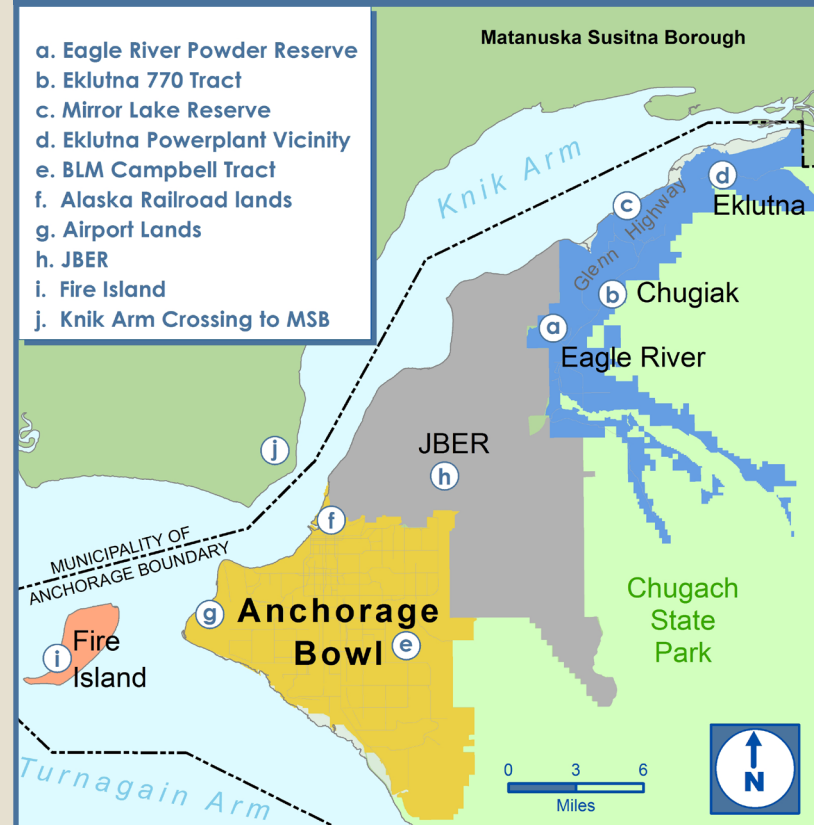 a. Eagle River Powder Reserve
b. Eklutna 770 Tract
c. Mirror Lake Reserve
d. Eklutna Powerplant Vicinity
e. BLM Campbell Tract
f. Alaska Railroad lands
g. Airport Lands
h. JBER
i. Fire Island
j. Knik Arm Crossing to MSB
Matanuska Susitna Borough
Knik Arm
d
Eklutna
c
Glenn Highway
b
Chugiak
a
Eagle River
JBER
h
j
f
MUNICIPALITY OF
ANCHORAGE BOUNDARY
Chugach
State
Park
g
Anchorage
Bowl
e
i
Fire
Island
Turnagain Arm
0 3 6
Miles
N